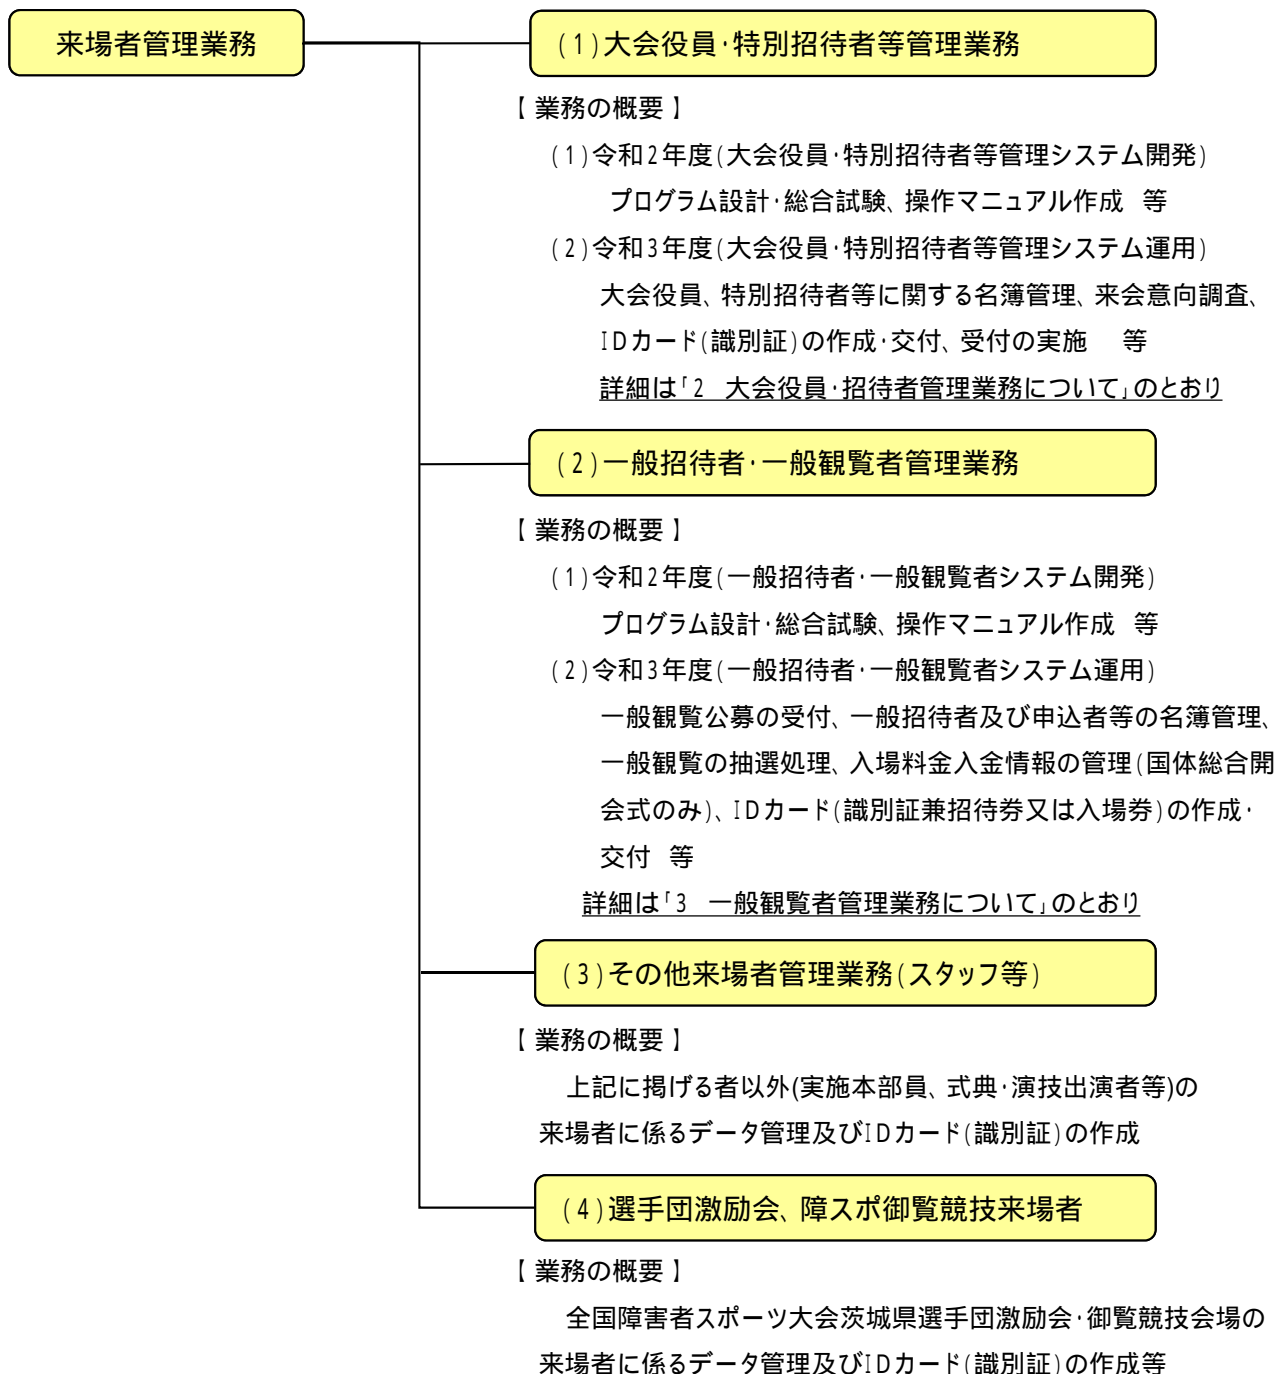 来場者管理業務
(1)大会役員・特別招待者等管理業務
【業務の概要】
(1)令和2年度(大会役員・特別招待者等管理システム開発)
プログラム設計・総合試験、操作マニュアル作成　等
(2)令和3年度(大会役員・特別招待者等管理システム運用)
大会役員、特別招待者等に関する名簿管理、来会意向調査、
IDカード(識別証)の作成・交付、受付の実施　等
詳細は「2　大会役員・招待者管理業務について」のとおり
(2)一般招待者・一般観覧者管理業務
【業務の概要】
(1)令和2年度(一般招待者・一般観覧者システム開発)
プログラム設計・総合試験、操作マニュアル作成　等
(2)令和3年度(一般招待者・一般観覧者システム運用)
一般観覧公募の受付、一般招待者及び申込者等の名簿管理、
一般観覧の抽選処理、入場料金入金情報の管理(国体総合開
会式のみ)、IDカード(識別証兼招待券又は入場券)の作成・
交付　等
詳細は「3　一般観覧者管理業務について」のとおり
(3)その他来場者管理業務(スタッフ等)
【業務の概要】
上記に掲げる者以外(実施本部員、式典・演技出演者等)の
来場者に係るデータ管理及びIDカード(識別証)の作成
(4)選手団激励会、障スポ御覧競技来場者
【業務の概要】
全国障害者スポーツ大会茨城県選手団激励会・御覧競技会場の
来場者に係るデータ管理及びIDカード(識別証)の作成等